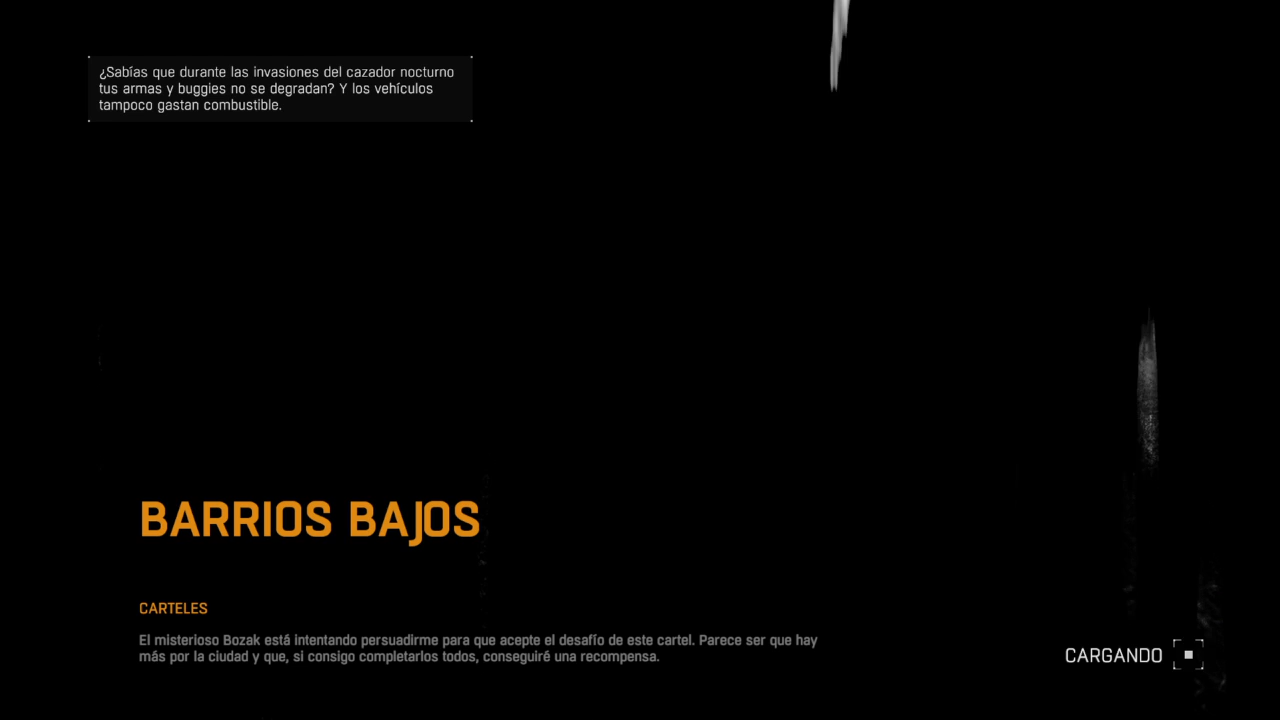 ¿Sabías que durante las invasiones del cazador nocturno
tus armas y buggies no se degradan? Y los vehículos
tampoco gastan combustible.
BARRIOS BAJOS
CARTELES
El misterioso Bozak está intentando persuadirme para que acepte el desafío de este cartel. Parece ser que hay
más por la ciudad y que, si consigo completarlos todos, conseguiré una recompensa.
CARGANDO